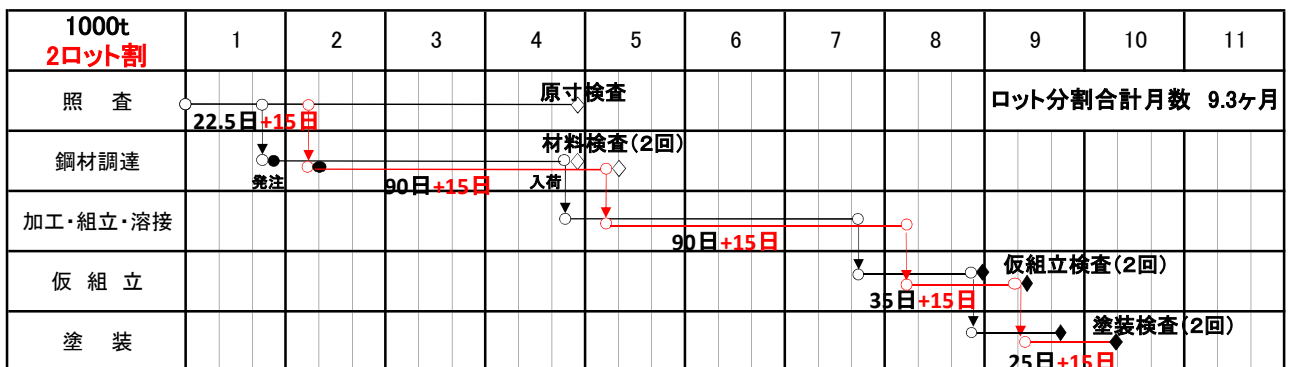 1000t
2ロット割
1 2 3 4 5 6 7 8 9 10 11
照 査
原寸検査
ロット分割合計月数 9.3ヶ月
22.5日+15日
鋼材調達
材料検査(2回)
発注
90日+15日
入荷
加工・組立・溶接
90日+15日
仮 組 立
仮組立検査(2回)
35日+15日
塗 装
塗装検査(2回)
25日+15日